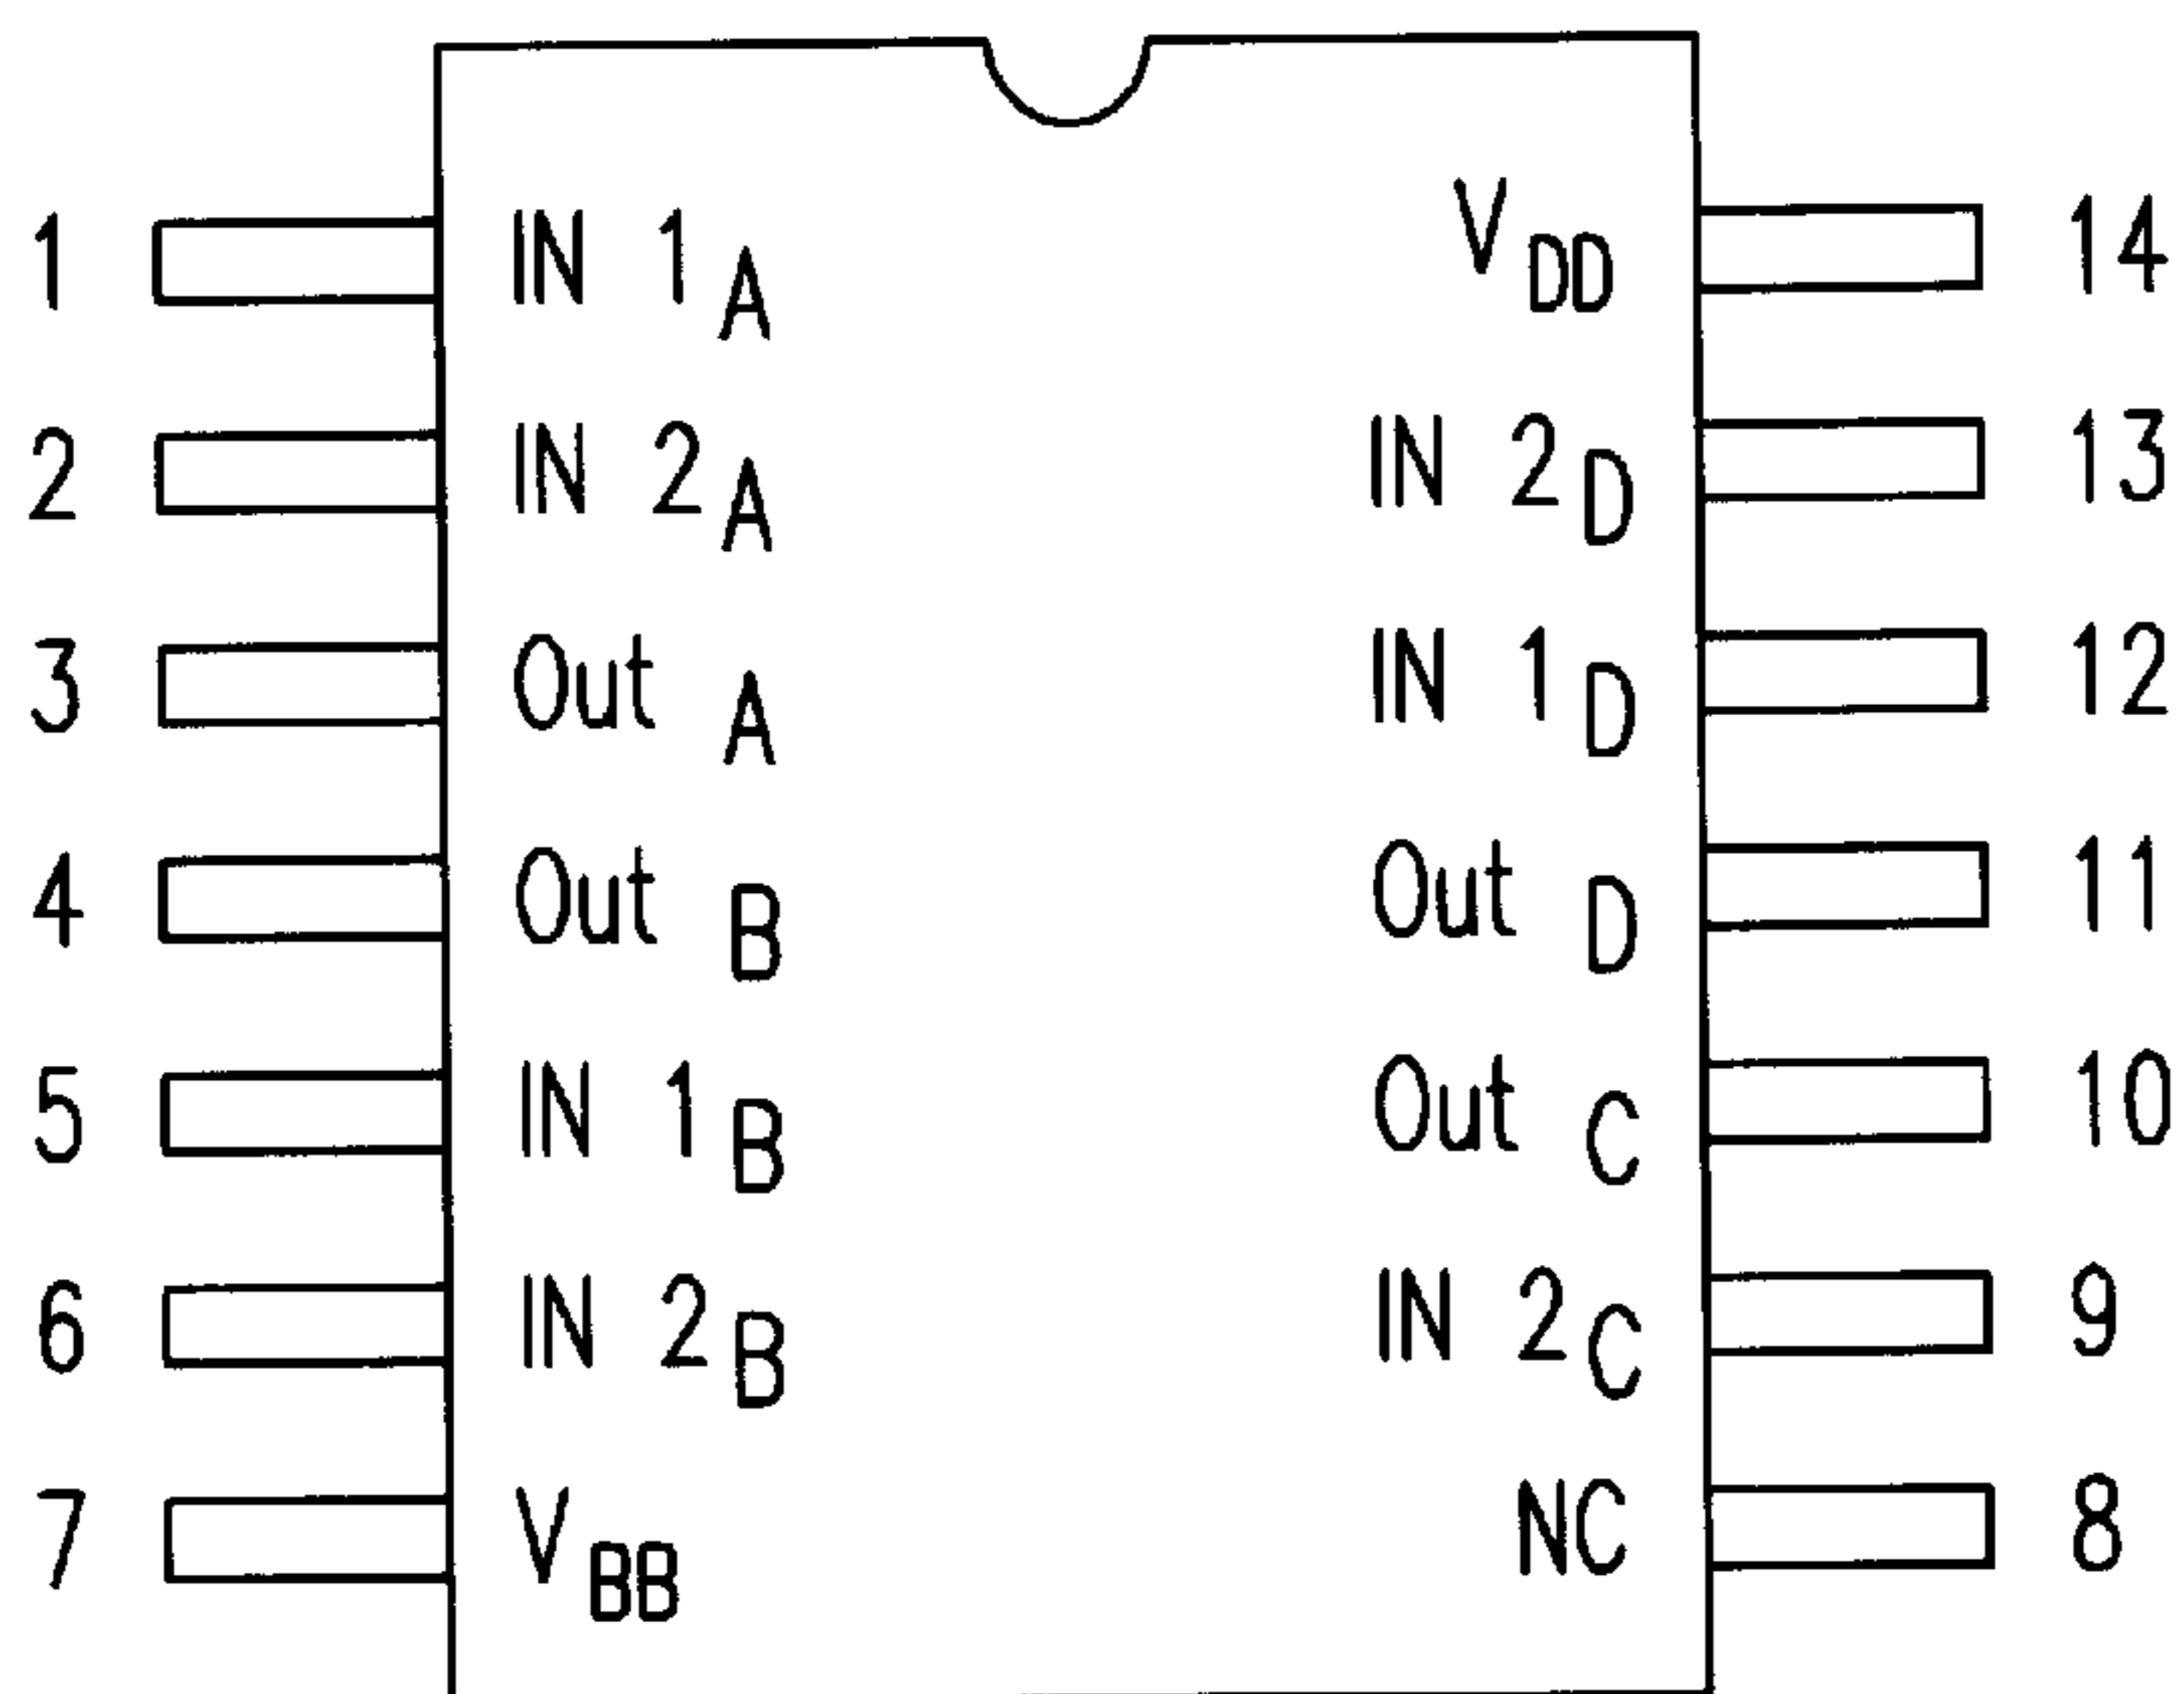 1 IN 1A VDD 14
2 IN 2A IN 2D 13
3 Out A IN 1D 12
4 Out B Out D 11
5 IN 1B Out C 10
6 IN 2B IN 2C 9
7 VBB NC 8